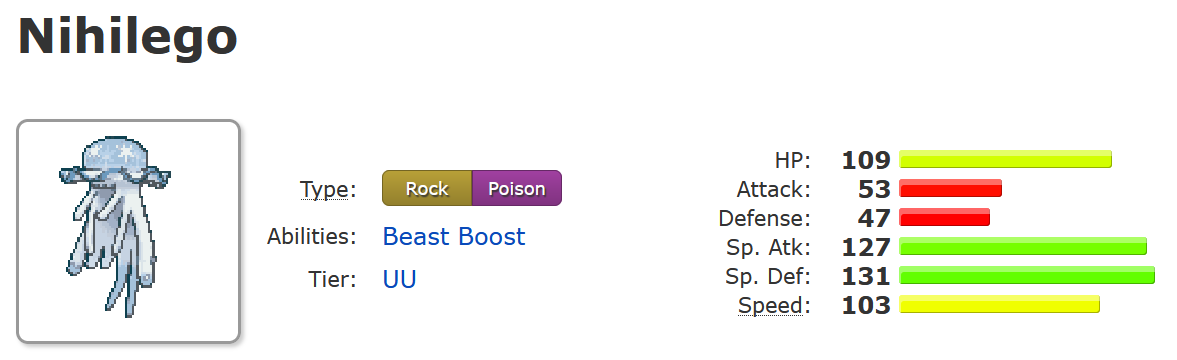 Nihilego
Type: Rock Poison
Abilities: Beast Boost
Tier: UU
HP: 109
Attack: 53
Defense: 47
Sp. Atk: 127
Sp. Def: 131
Speed: 103